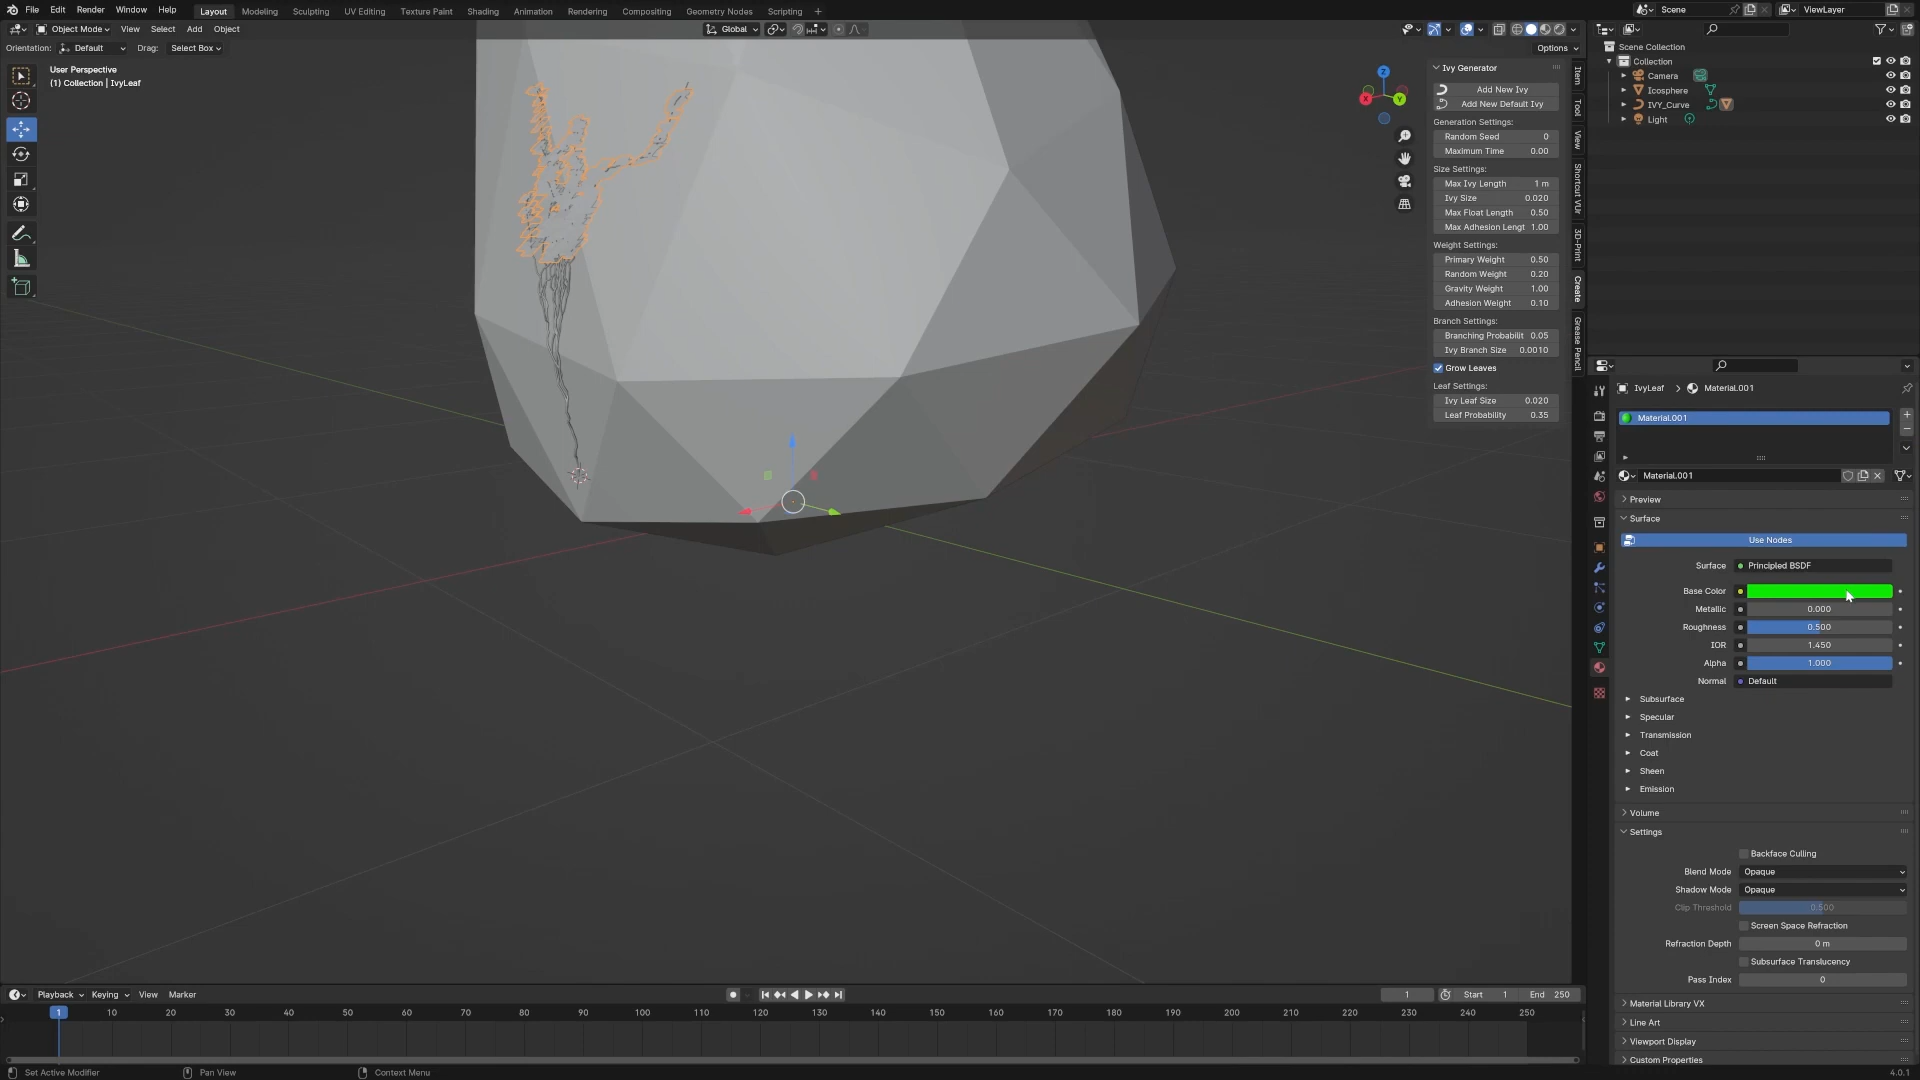 File Edit Render Window Help Layout Modeling Sculpting UV Editing Texture Paint Shading Animation Rendering Compositing Geometry Nodes Scripting + Scene ViewLayer
Object Mode View Select Add Object Global
Orientation: Default Drag: Select Box Options
User Perspective
(1) Collection | IvyLeaf
Z
X
Y
Ivy Generator
Add New Ivy
Add New Default Ivy
Generation Settings:
Random Seed 0
Maximum Time 0.00
Size Settings:
Max Ivy Length 1 m
Ivy Size 0.020
Max Float Length 0.50
Max Adhesion Lengt 1.00
Weight Settings:
Primary Weight 0.50
Random Weight 0.20
Gravity Weight 1.00
Adhesion Weight 0.10
Branch Settings:
Branching Probabilit 0.05
Ivy Branch Size 0.0010
Grow Leaves
Leaf Settings:
Ivy Leaf Size 0.020
Leaf Probability 0.35
Item
Tool
View
Shortcut VUr
3D-Print
Create
Grease Pencil
Scene Collection
Collection
Camera
Icosphere
IVY_Curve
Light
IvyLeaf > Material.001
Material.001
Material.001
Preview
Surface
Use Nodes
Surface Principled BSDF
Base Color
Metallic 0.000
Roughness 0.500
IOR 1.450
Alpha 1.000
Normal Default
Subsurface
Specular
Transmission
Coat
Sheen
Emission
Volume
Settings
Backface Culling
Blend Mode Opaque
Shadow Mode Opaque
Clip Threshold 0.500
Screen Space Refraction
Refraction Depth 0 m
Subsurface Translucency
Pass Index 0
Material Library VX
Line Art
Viewport Display
Custom Properties
Playback Keying View Marker 1 Start 1 End 250
1 10 20 30 40 50 60 70 80 90 100 110 120 130 140 150 160 170 180 190 200 210 220 230 240 250
Set Active Modifier Pan View Context Menu 4.0.1